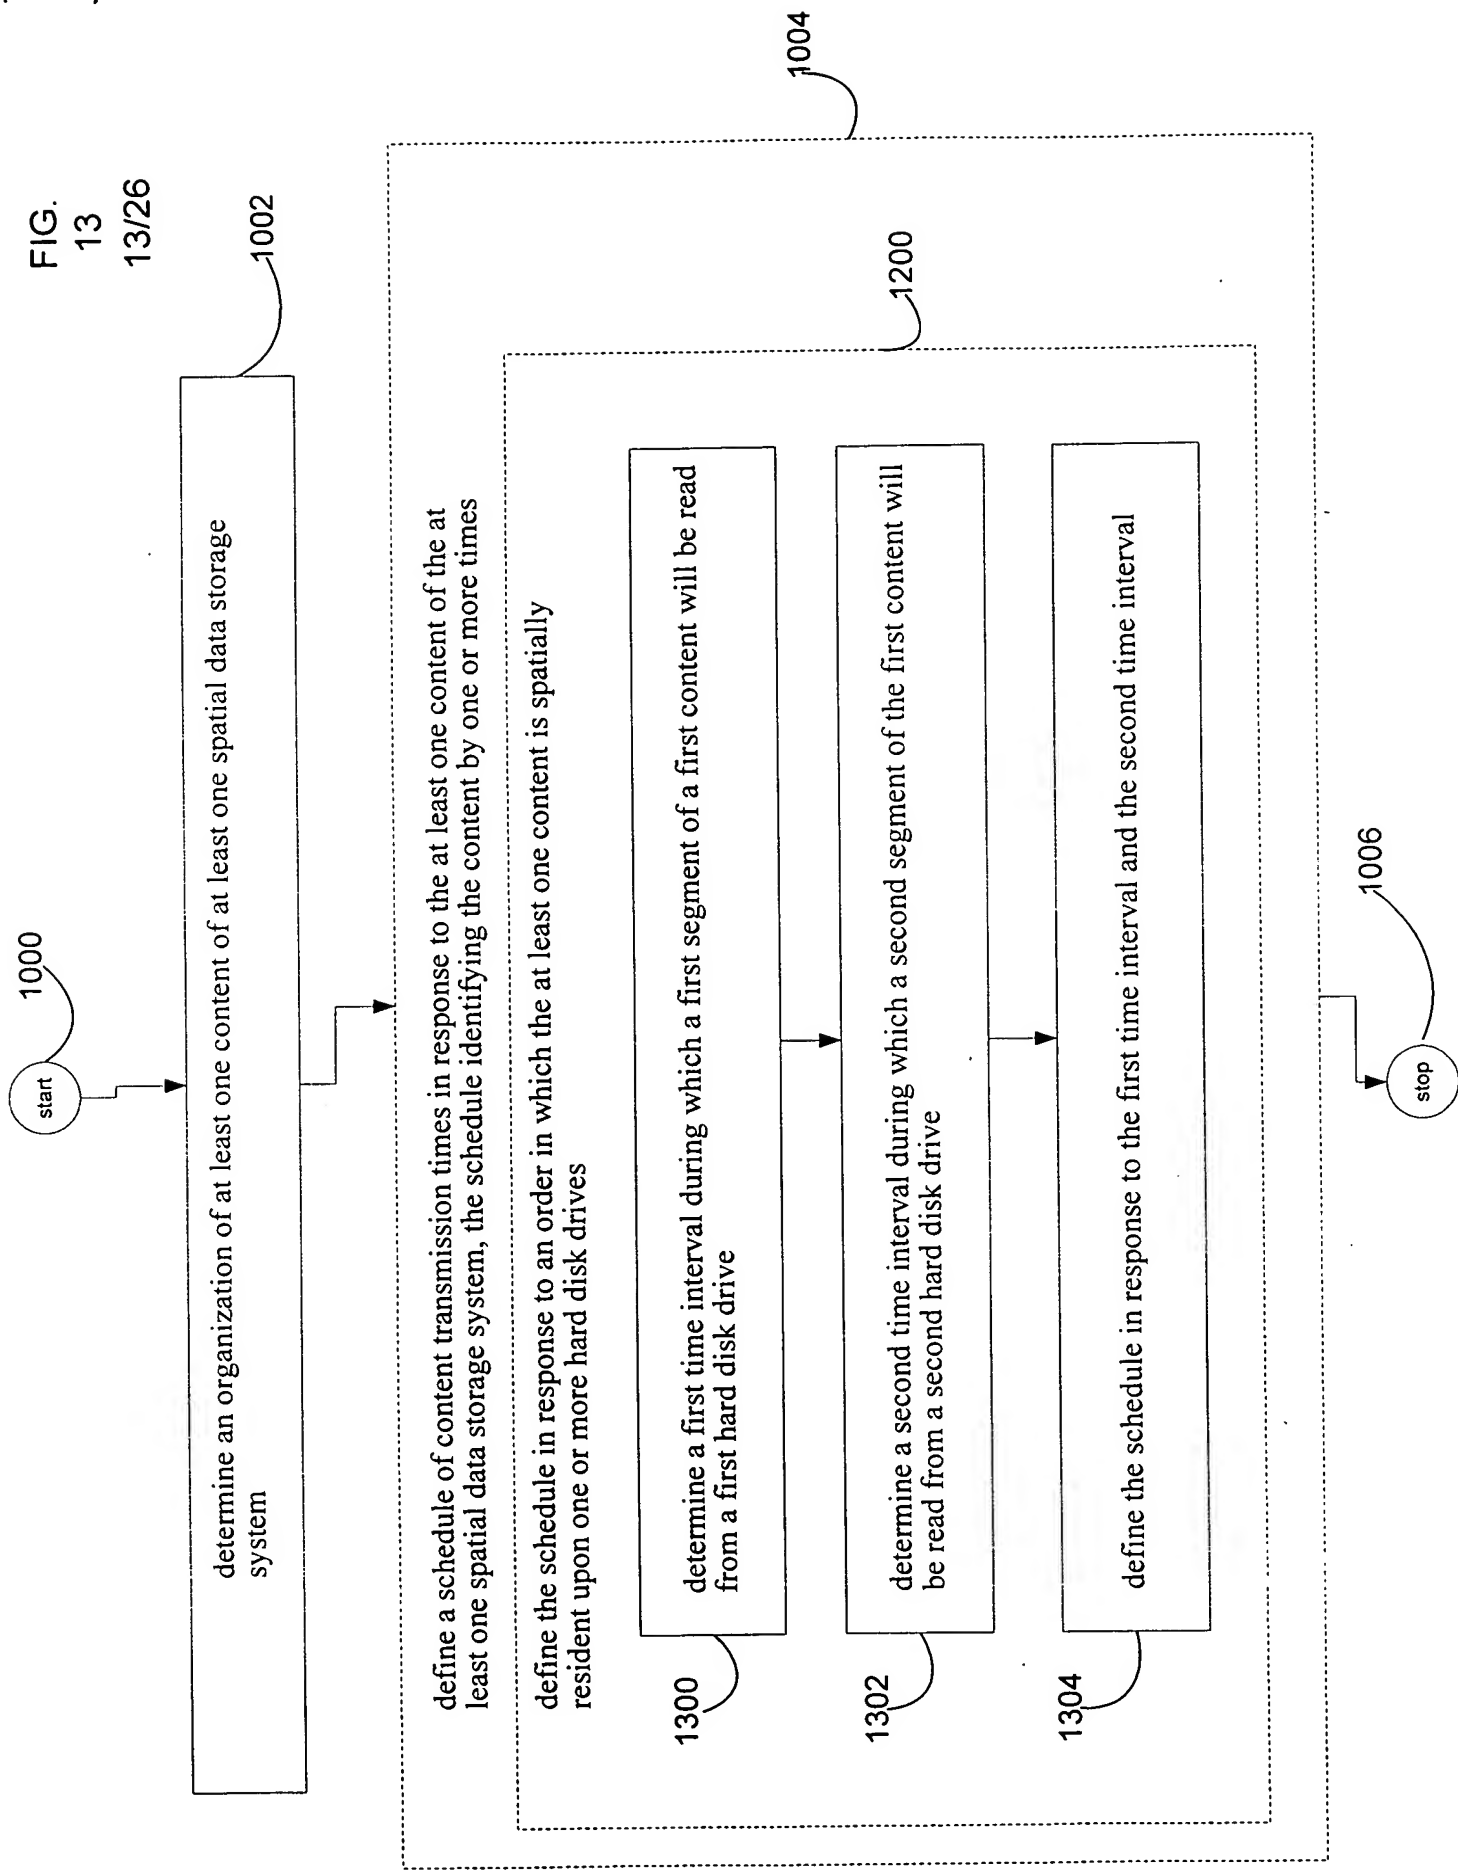 FIG.
13
13/26
1000
start
1002
determine an organization of at least one content of at least one spatial data storage
system
1004
define a schedule of content transmission times in response to the at least one content of the at
least one spatial data storage system, the schedule identifying the content by one or more times
1200
define the schedule in response to an order in which the at least one content is spatially
resident upon one or more hard disk drives
1300
determine a first time interval during which a first segment of a first content will be read
from a first hard disk drive
1302
determine a second time interval during which a second segment of the first content will
be read from a second hard disk drive
1304
define the schedule in response to the first time interval and the second time interval
1006
stop